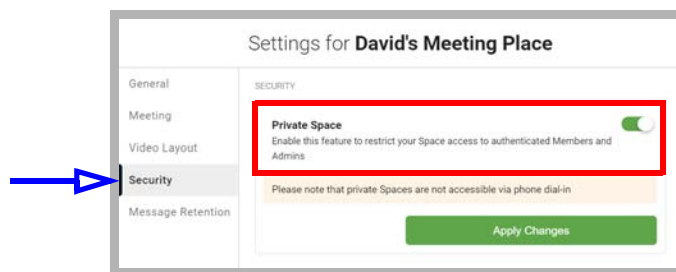 Settings for David's Meeting Place
General
Meeting
Video Layout
Security
Message Retention
SECURITY
Private Space
Enable this feature to restrict your Space access to authenticated Members and
Admins
Please note that private Spaces are not accessible via phone dial-in
Apply Changes